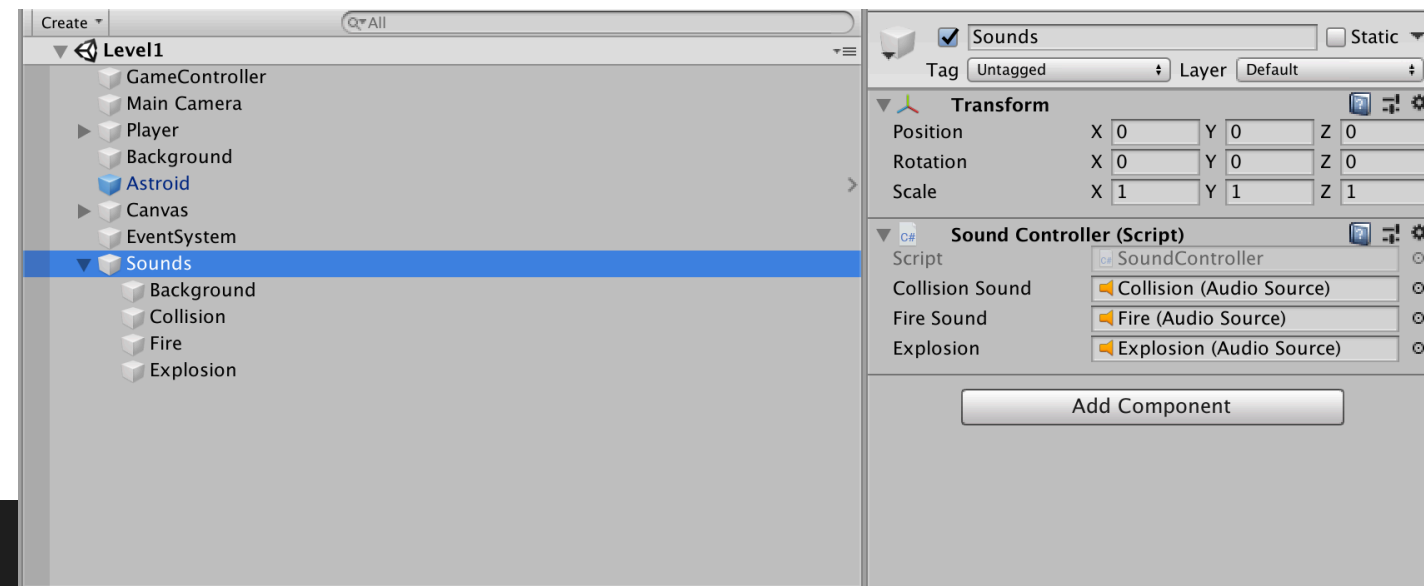 Create
All
Level1
GameController
Main Camera
Player
Background
Astroid
Canvas
EventSystem
Sounds
Background
Collision
Fire
Explosion
Sounds
Static
Tag Untagged Layer Default
Transform
Position X 0 Y 0 Z 0
Rotation X 0 Y 0 Z 0
Scale X 1 Y 1 Z 1
C# Sound Controller (Script)
Script SoundController
Collision Sound Collision (Audio Source)
Fire Sound Fire (Audio Source)
Explosion Explosion (Audio Source)
Add Component